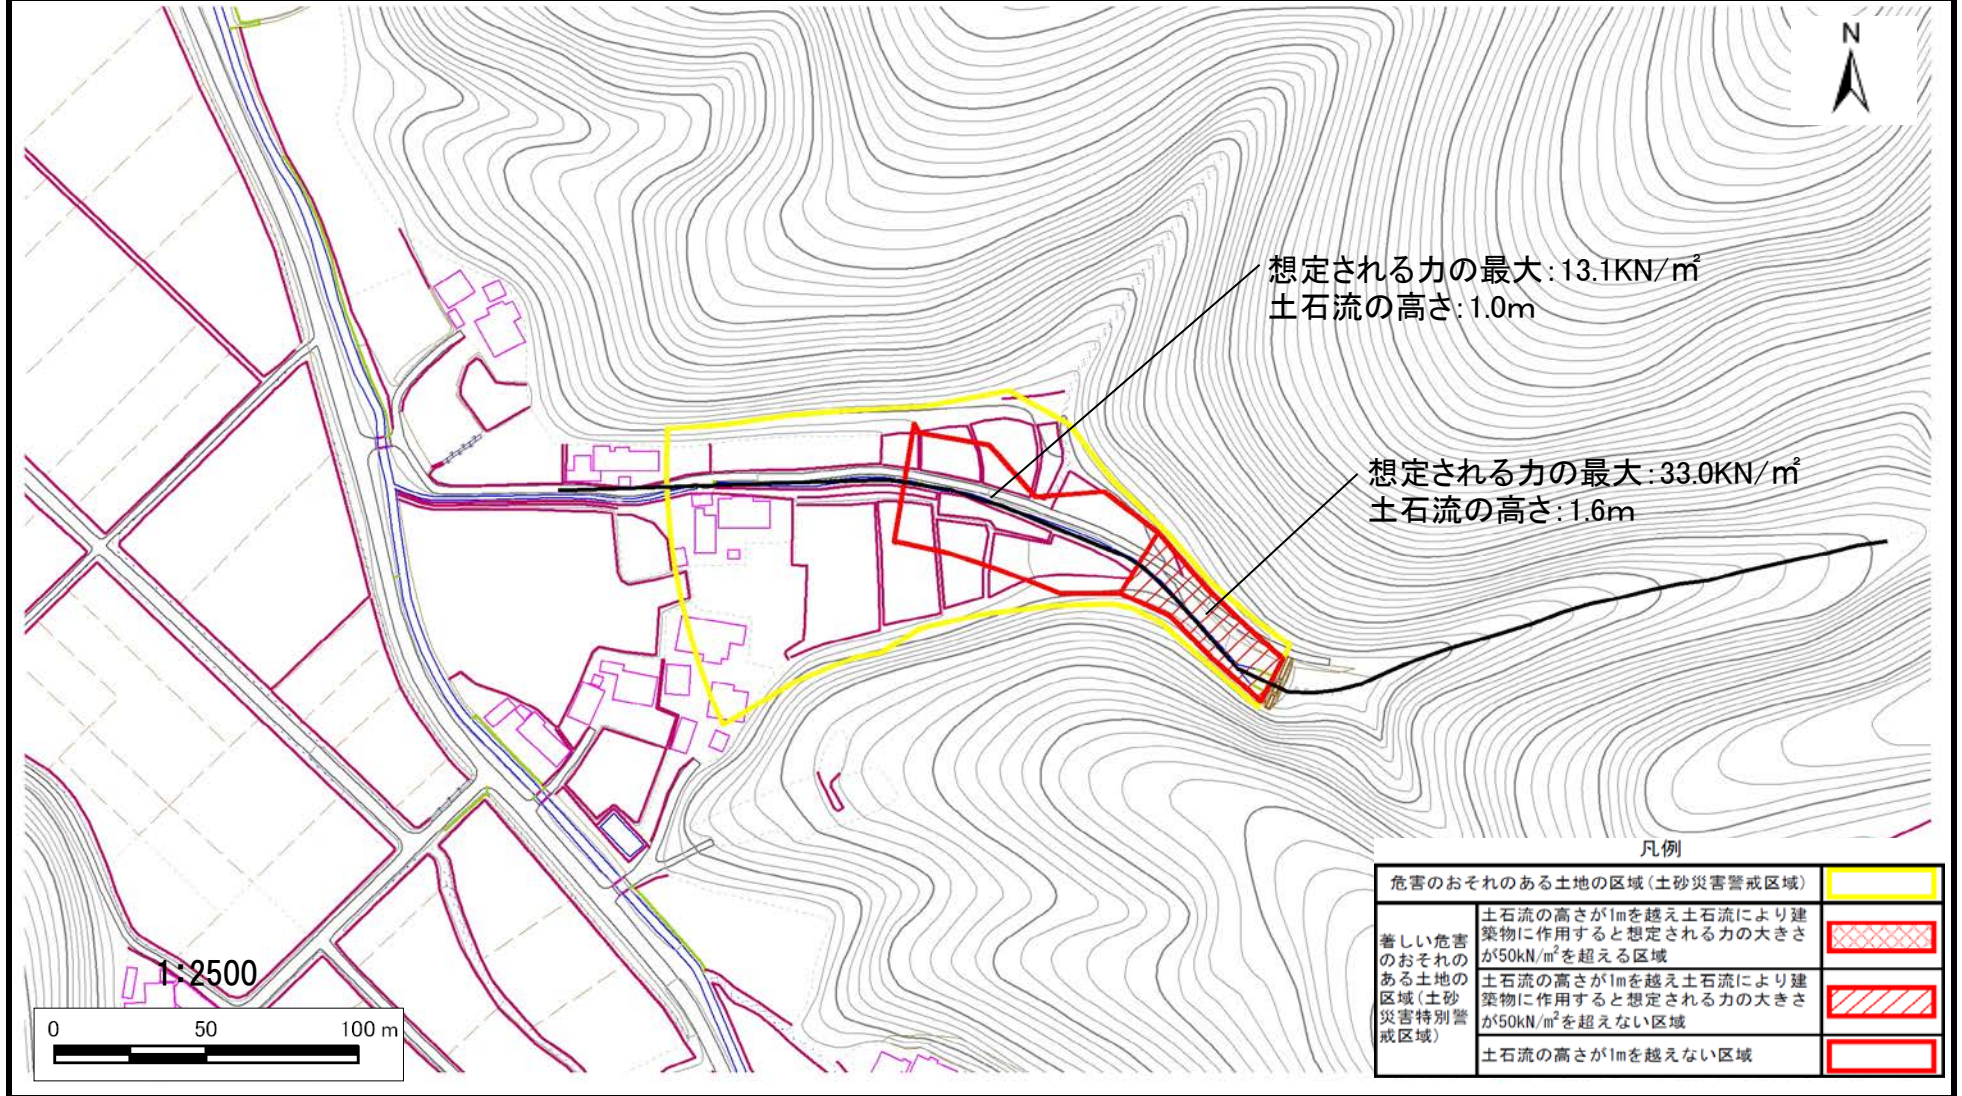 N
想定される力の最大:13.1KN/㎡
土石流の高さ:1.0m
想定される力の最大:33.0KN/㎡
土石流の高さ:1.6m
1:2500
0 50 100 m
凡例
危害のおそれのある土地の区域(土砂災害警戒区域)
著しい危害
のおそれの
ある土地の
区域(土砂
災害特別警
戒区域)
土石流の高さが1mを越え土石流により建
築物に作用すると想定される力の大きさ
が50kN/㎡を超える区域
土石流の高さが1mを越え土石流により建
築物に作用すると想定される力の大きさ
が50kN/㎡を超えない区域
土石流の高さが1mを越えない区域